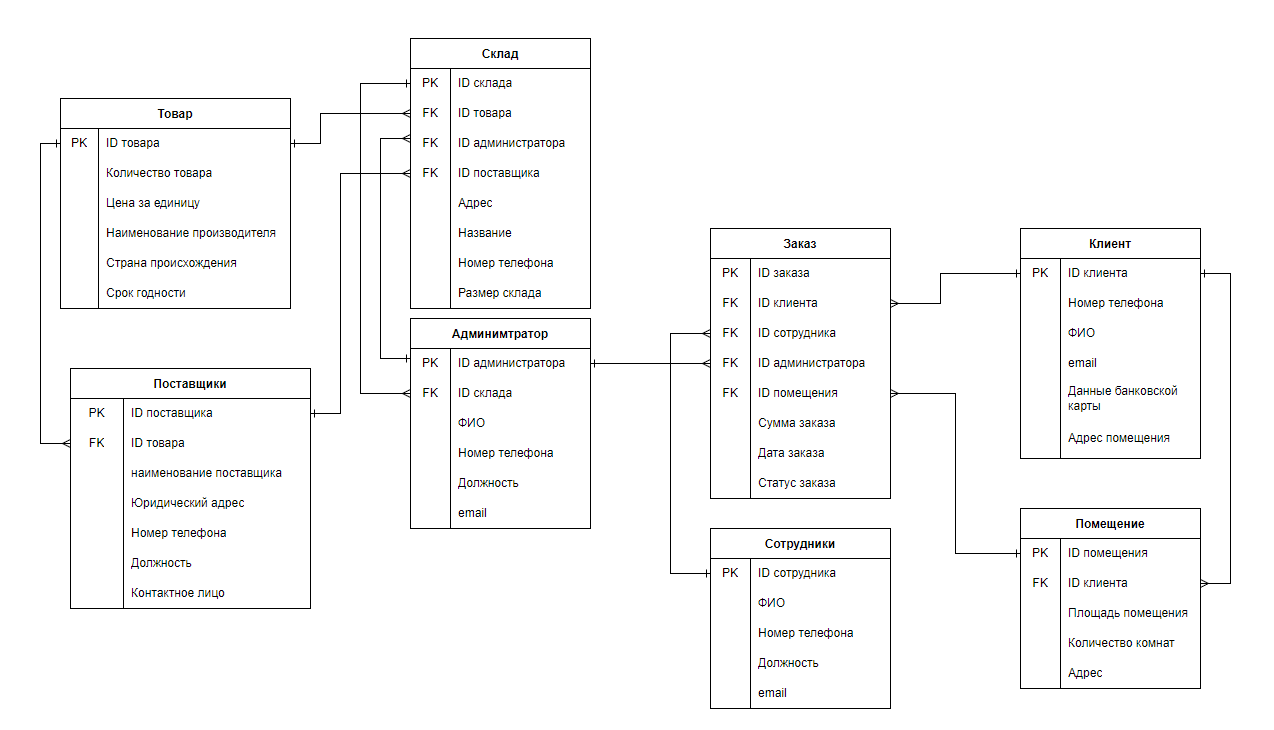 Склад
PK ID склада
FK ID товара
FK ID администратора
FK ID поставщика
Адрес
Название
Номер телефона
Размер склада
Товар
PK ID товара
Количество товара
Цена за единицу
Наименование производителя
Страна происхождения
Срок годности
Админимтратор
PK ID администратора
FK ID склада
ФИО
Номер телефона
Должность
email
Поставщики
PK ID поставщика
FK ID товара
наименование поставщика
Юридический адрес
Номер телефона
Должность
Контактное лицо
Заказ
PK ID заказа
FK ID клиента
FK ID сотрудника
FK ID администратора
FK ID помещения
Сумма заказа
Дата заказа
Статус заказа
Сотрудники
PK ID сотрудника
ФИО
Номер телефона
Должность
email
Клиент
PK ID клиента
Номер телефона
ФИО
email
Данные банковской
карты
Адрес помещения
Помещение
PK ID помещения
FK ID клиента
Площадь помещения
Количество комнат
Адрес